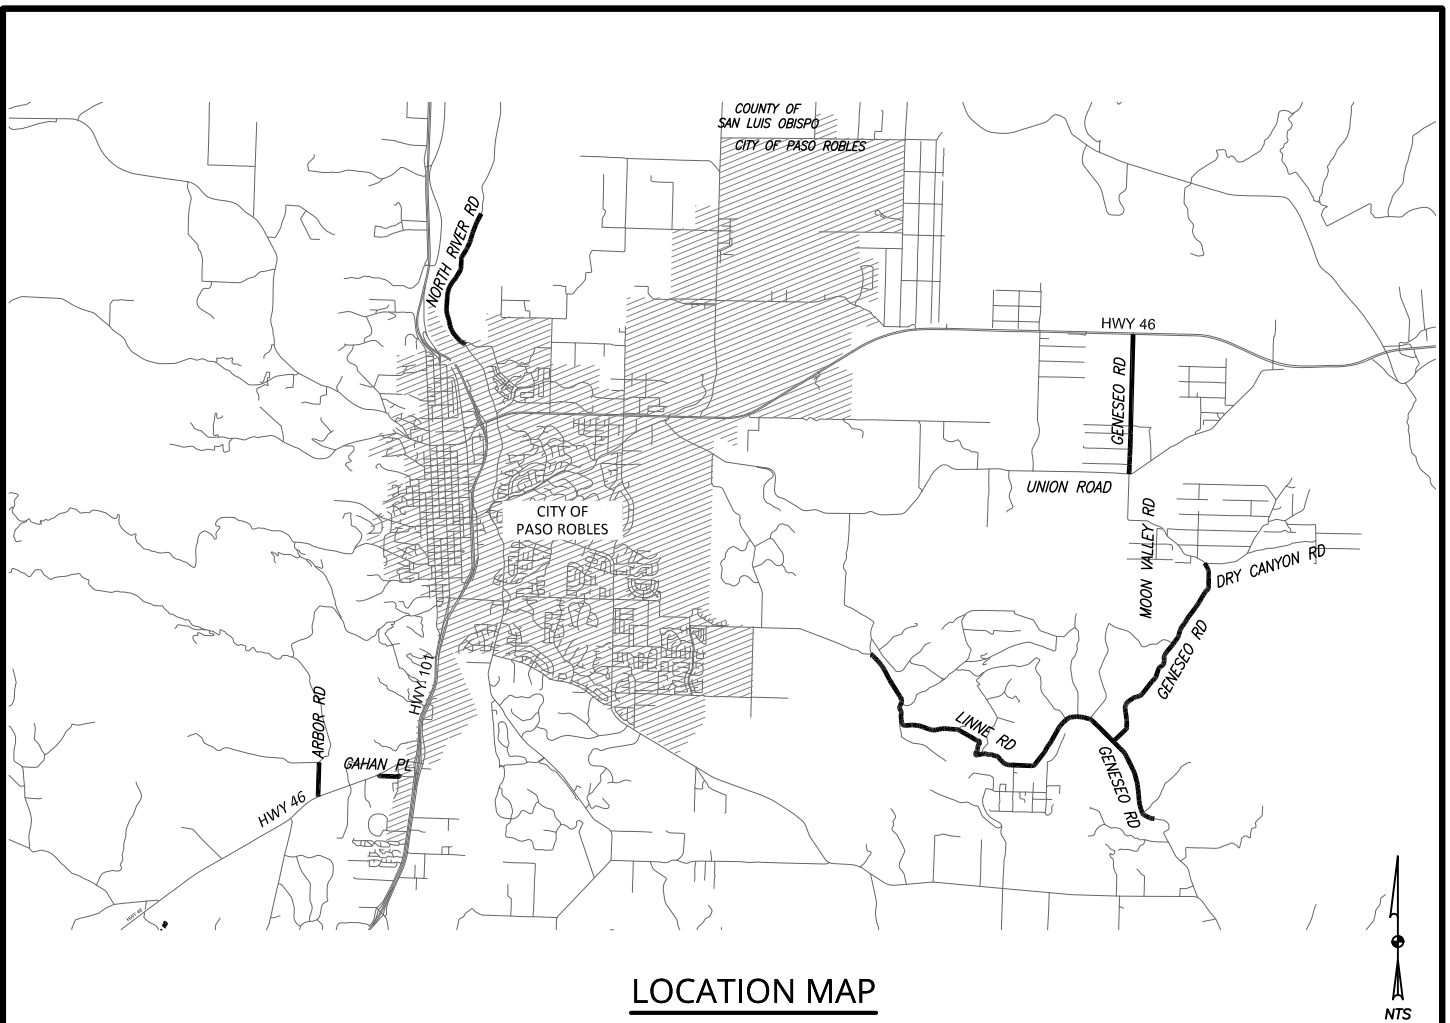 COUNTY OF
SAN LUIS OBISPO
CITY OF PASO ROBLES
NORTH RIVER RD
HWY 46
GENESEO RD
UNION ROAD
CITY OF
PASO ROBLES
MOON VALLEY RD
DRY CANYON RD
GENESEO RD
HWY 101
ARBOR RD
LINNE RD
GAHAN PL
GENESEO RD
HWY 46
HWY 46
LOCATION MAP
NTS